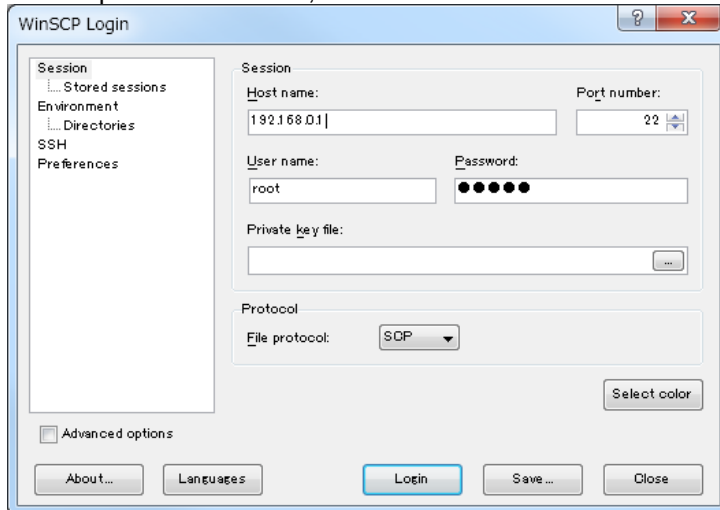 WinSCP Login
Session
Stored sessions
Environment
Directories
SSH
Preferences
Session
Host name:
Port number:
192.168.0.1
22
User name:
Password:
root
●●●●●
Private key file:
...
Protocol
File protocol:
SCP
Select color
Advanced options
About...
Languages
Login
Save...
Close